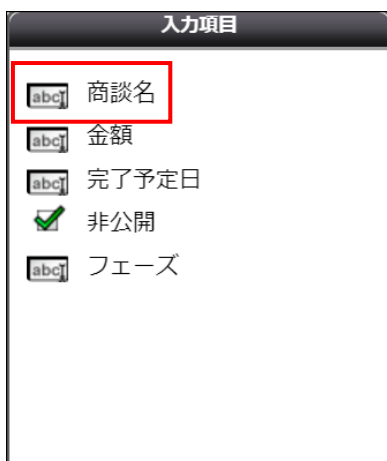 入力項目
abc 商談名
abc 金額
abc 完了予定日
非公開
abc フェーズ